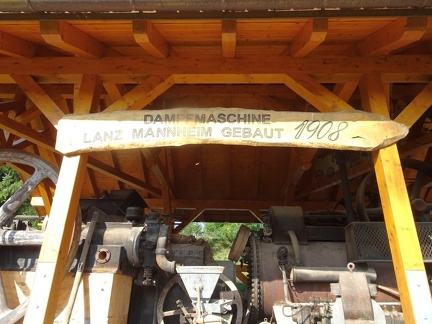 DAMPFMASCHINE
LANZ MANNHEIM GEBAUT 1908